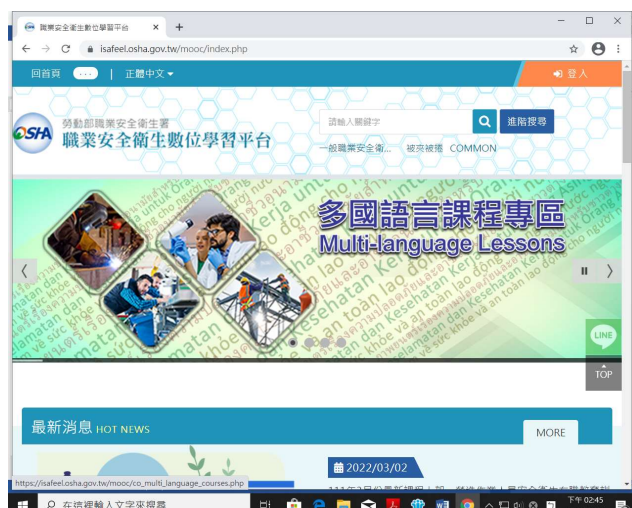 職業安全衛生數位學習平台
isafeel.osha.gov.tw/mooc/index.php
回首頁 ··· | 正體中文
登入
OSHA
勞動部職業安全衛生署
職業安全衛生數位學習平台
請輸入關鍵字
進階搜尋
一般職業安全衛... 被夾被捲 COMMON
多國語言課程專區
Multi-language Lessons
LINE
TOP
最新消息 HOT NEWS
MORE
2022/03/02
https://isafeel.osha.gov.tw/mooc/co_multi_language_courses.php
在這裡輸入文字來搜尋
下午 02:45